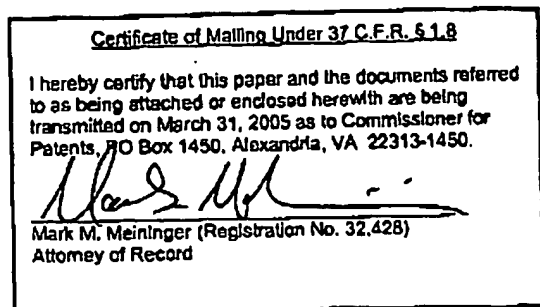 Certificate of Mailing Under 37 C.F.R. § 1.8
I hereby certify that this paper and the documents referred
to as being attached or enclosed herewith are being
transmitted on March 31, 2005 as to Commissioner for
Patents, PO Box 1450, Alexandria, VA 22313-1450.
Mark M. Meininger (Registration No. 32,428)
Attorney of Record